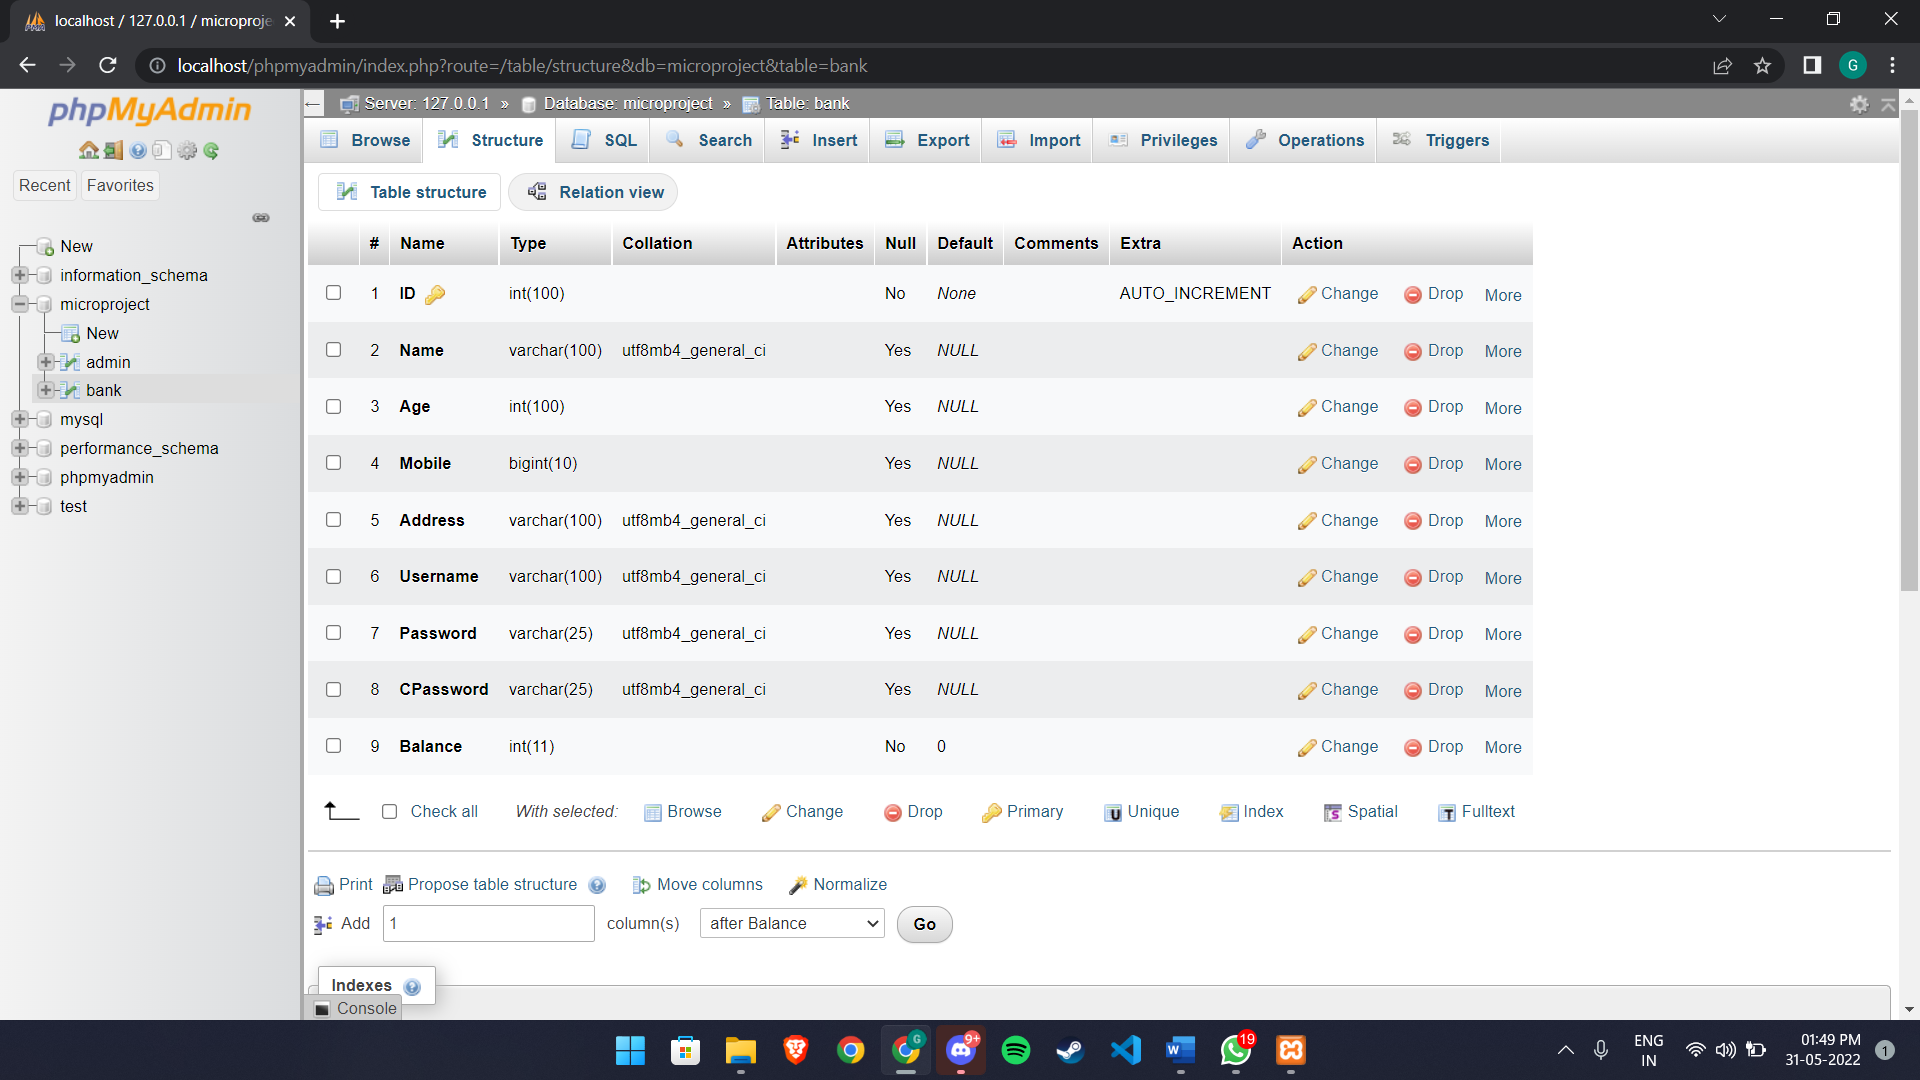 localhost / 127.0.0.1 / microproje
localhost/phpmyadmin/index.php?route=/table/structure&db=microproject&table=bank
G
phpMyAdmin
Recent Favorites
New
information_schema
microproject
New
admin
bank
mysql
performance_schema
phpmyadmin
test
Server: 127.0.0.1 » Database: microproject » Table: bank
Browse Structure SQL Search Insert Export Import Privileges Operations Triggers
Table structure Relation view
# Name Type Collation Attributes Null Default Comments Extra Action
1 ID int(100) No None AUTO_INCREMENT Change Drop More
2 Name varchar(100) utf8mb4_general_ci Yes NULL Change Drop More
3 Age int(100) Yes NULL Change Drop More
4 Mobile bigint(10) Yes NULL Change Drop More
5 Address varchar(100) utf8mb4_general_ci Yes NULL Change Drop More
6 Username varchar(100) utf8mb4_general_ci Yes NULL Change Drop More
7 Password varchar(25) utf8mb4_general_ci Yes NULL Change Drop More
8 CPassword varchar(25) utf8mb4_general_ci Yes NULL Change Drop More
9 Balance int(11) No 0 Change Drop More
Check all With selected: Browse Change Drop Primary Unique Index Spatial Fulltext
Print Propose table structure Move columns Normalize
Add 1 column(s) after Balance Go
Indexes
Console
G 9+ 19
ENG
IN
01:49 PM
31-05-2022
1